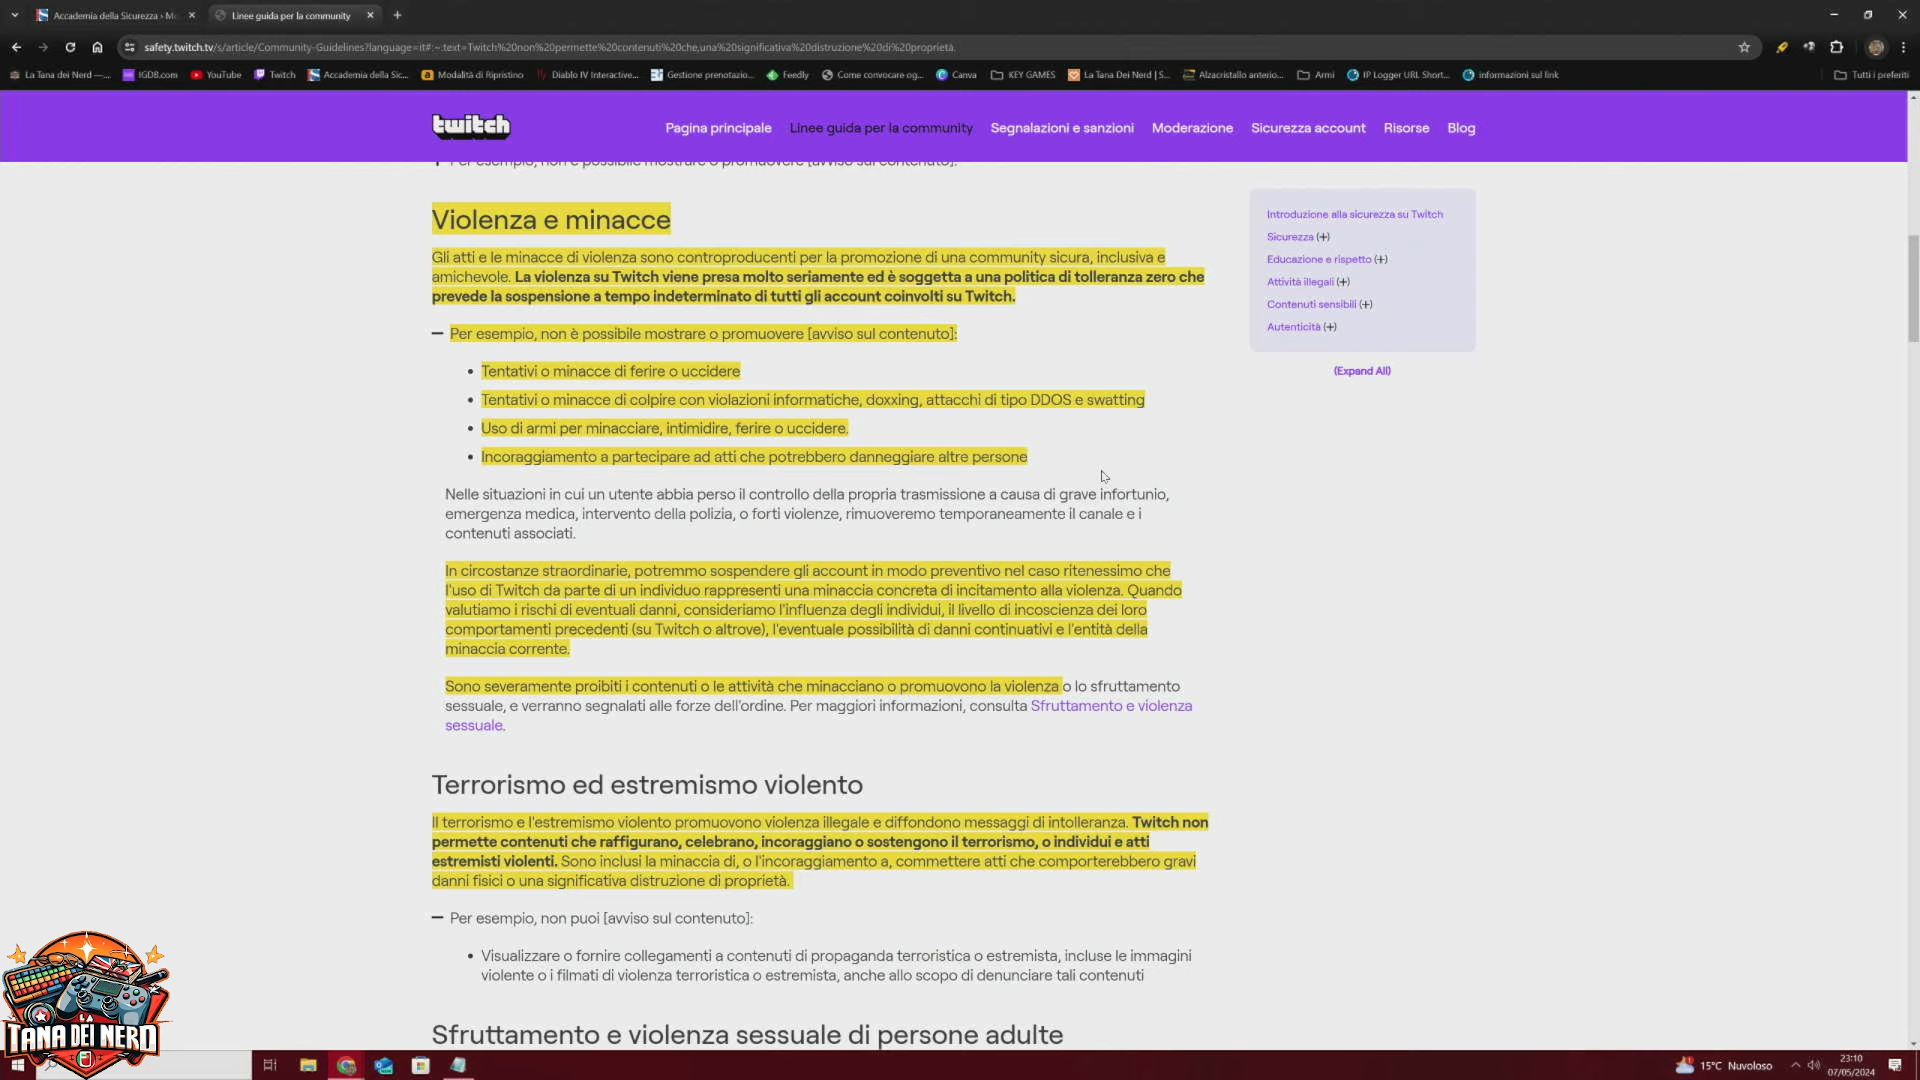 Accademia della Sicurezza › Mo
Linee guida per la community
safety.twitch.tv/s/article/Community-Guidelines?language=it#:~:text=Twitch%20non%20permette%20contenuti%20che,una%20significativa%20distruzione%20di%20proprietà.
La Tana dei Nerd —...
IGDB.com
YouTube
Twitch
Accademia della Sic...
Modalità di Ripristino
Diablo IV Interactive...
Gestione prenotazio...
Feedly
Come convocare og...
Canva
KEY GAMES
La Tana Dei Nerd | S...
Alzacristallo anterio...
Armi
IP Logger URL Short...
informazioni sul link
Tutti i preferiti
twitch
Pagina principale
Linee guida per la community
Segnalazioni e sanzioni
Moderazione
Sicurezza account
Risorse
Blog
Per esempio, non è possibile mostrare o promuovere [avviso sul contenuto]:
Violenza e minacce
Gli atti e le minacce di violenza sono controproducenti per la promozione di una community sicura, inclusiva e
amichevole. La violenza su Twitch viene presa molto seriamente ed è soggetta a una politica di tolleranza zero che
prevede la sospensione a tempo indeterminato di tutti gli account coinvolti su Twitch.
— Per esempio, non è possibile mostrare o promuovere [avviso sul contenuto]:
• Tentativi o minacce di ferire o uccidere
• Tentativi o minacce di colpire con violazioni informatiche, doxxing, attacchi di tipo DDOS e swatting
• Uso di armi per minacciare, intimidire, ferire o uccidere.
• Incoraggiamento a partecipare ad atti che potrebbero danneggiare altre persone
Nelle situazioni in cui un utente abbia perso il controllo della propria trasmissione a causa di grave infortunio,
emergenza medica, intervento della polizia, o forti violenze, rimuoveremo temporaneamente il canale e i
contenuti associati.
In circostanze straordinarie, potremmo sospendere gli account in modo preventivo nel caso ritenessimo che
l'uso di Twitch da parte di un individuo rappresenti una minaccia concreta di incitamento alla violenza. Quando
valutiamo i rischi di eventuali danni, consideriamo l'influenza degli individui, il livello di incoscienza dei loro
comportamenti precedenti (su Twitch o altrove), l'eventuale possibilità di danni continuativi e l'entità della
minaccia corrente.
Sono severamente proibiti i contenuti o le attività che minacciano o promuovono la violenza o lo sfruttamento
sessuale, e verranno segnalati alle forze dell'ordine. Per maggiori informazioni, consulta Sfruttamento e violenza
sessuale.
Terrorismo ed estremismo violento
Il terrorismo e l'estremismo violento promuovono violenza illegale e diffondono messaggi di intolleranza. Twitch non
permette contenuti che raffigurano, celebrano, incoraggiano o sostengono il terrorismo, o individui e atti
estremisti violenti. Sono inclusi la minaccia di, o l'incoraggiamento a, commettere atti che comporterebbero gravi
danni fisici o una significativa distruzione di proprietà.
— Per esempio, non puoi [avviso sul contenuto]:
• Visualizzare o fornire collegamenti a contenuti di propaganda terroristica o estremista, incluse le immagini
violente o i filmati di violenza terroristica o estremista, anche allo scopo di denunciare tali contenuti
Sfruttamento e violenza sessuale di persone adulte
Introduzione alla sicurezza su Twitch
Sicurezza (+)
Educazione e rispetto (+)
Attività illegali (+)
Contenuti sensibili (+)
Autenticità (+)
(Expand All)
LA
TANA DEI NERD
15°C Nuvoloso
23:10
07/05/2024